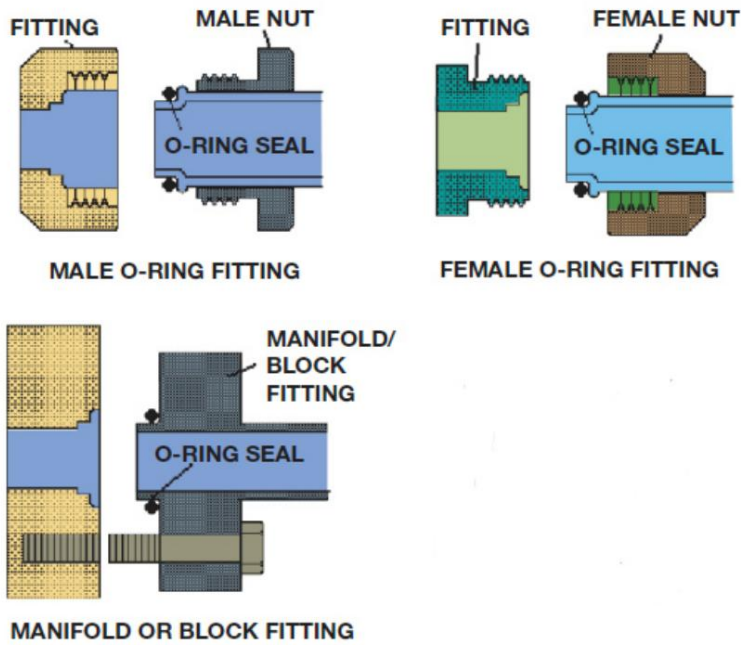 FITTING
MALE NUT
O-RING SEAL
MALE O-RING FITTING
FITTING
FEMALE NUT
O-RING SEAL
FEMALE O-RING FITTING
MANIFOLD/
BLOCK
FITTING
O-RING SEAL
MANIFOLD OR BLOCK FITTING